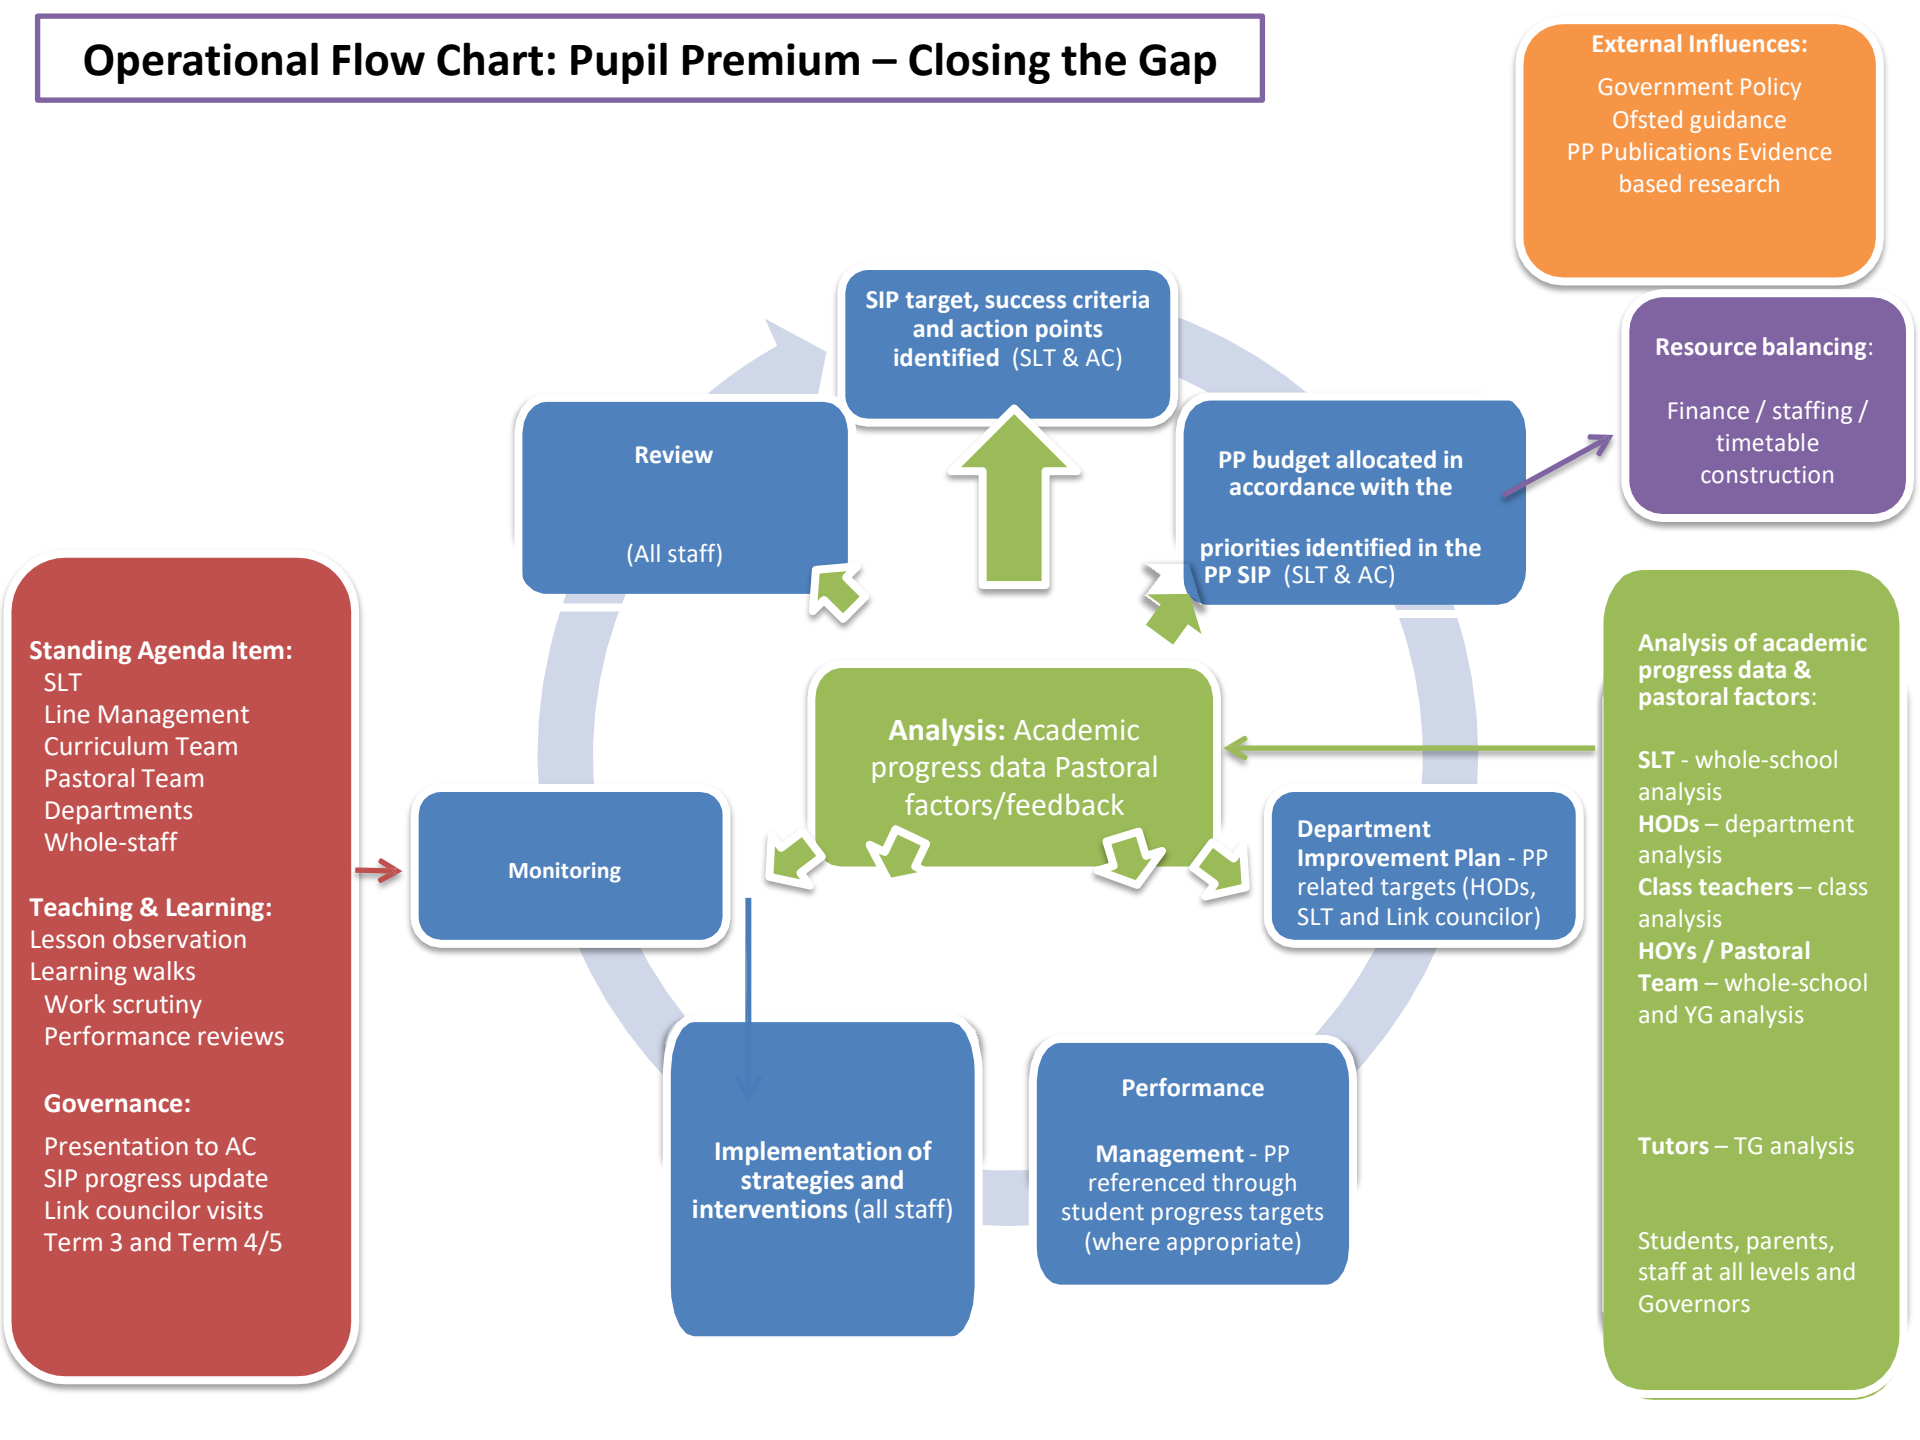 Operational Flow Chart: Pupil Premium – Closing the Gap
External Influences:
Government Policy
Ofsted guidance
PP Publications Evidence
based research
SIP target, success criteria
and action points
identified (SLT & AC)
Resource balancing:
Finance / staffing /
timetable
construction
Review
(All staff)
PP budget allocated in
accordance with the
priorities identified in the
PP SIP (SLT & AC)
Standing Agenda Item:
SLT
Line Management
Curriculum Team
Pastoral Team
Departments
Whole-staff
Teaching & Learning:
Lesson observation
Learning walks
Work scrutiny
Performance reviews
Governance:
Presentation to AC
SIP progress update
Link councilor visits
Term 3 and Term 4/5
Analysis: Academic
progress data Pastoral
factors/feedback
Monitoring
Department
Improvement Plan - PP
related targets (HODs,
SLT and Link councilor)
Implementation of
strategies and
interventions (all staff)
Performance
Management - PP
referenced through
student progress targets
(where appropriate)
Analysis of academic
progress data &
pastoral factors:
SLT - whole-school
analysis
HODs – department
analysis
Class teachers – class
analysis
HOYs / Pastoral
Team – whole-school
and YG analysis
Tutors – TG analysis
Students, parents,
staff at all levels and
Governors